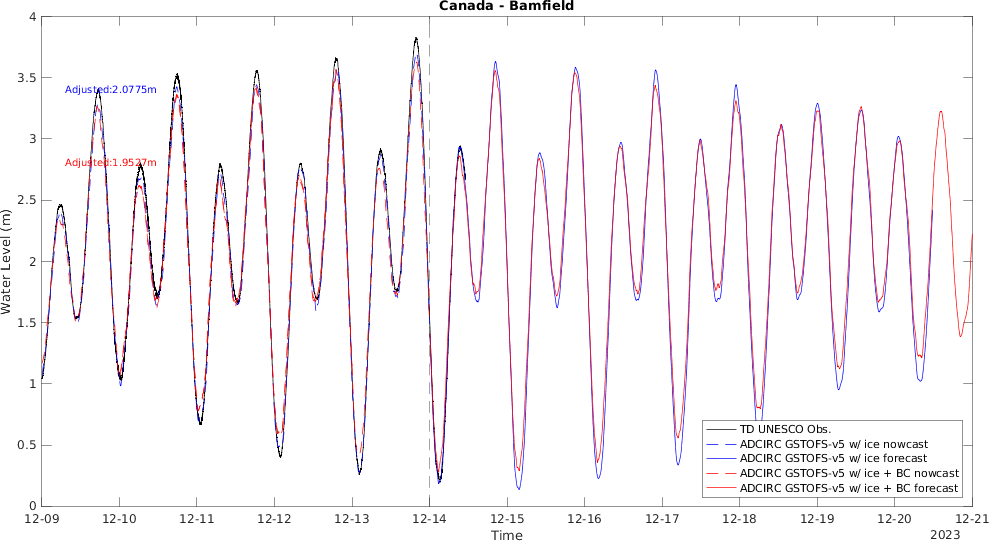 Canada - Bamfield
Water Level (m)
4
3.5
3
2.5
2
1.5
1
0.5
0
Adjusted:2.0775m
Adjusted:1.9527m
TD UNESCO Obs.
ADCIRC GSTOFS-v5 w/ ice nowcast
ADCIRC GSTOFS-v5 w/ ice forecast
ADCIRC GSTOFS-v5 w/ ice + BC nowcast
ADCIRC GSTOFS-v5 w/ ice + BC forecast
12-09 12-10 12-11 12-12 12-13 12-14 12-15 12-16 12-17 12-18 12-19 12-20 12-21
Time
2023